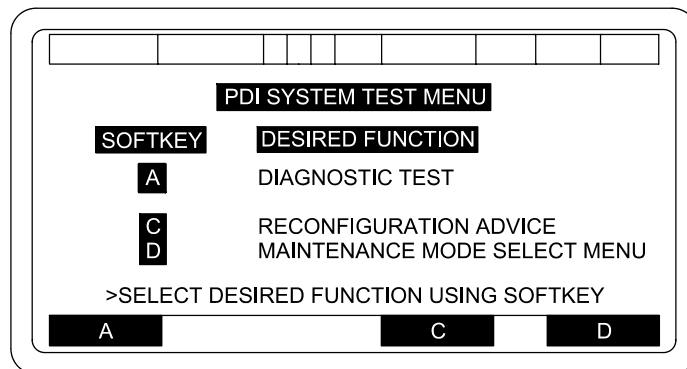 PDI SYSTEM TEST MENU
SOFTKEY DESIRED FUNCTION
A DIAGNOSTIC TEST
C RECONFIGURATION ADVICE
D MAINTENANCE MODE SELECT MENU
>SELECT DESIRED FUNCTION USING SOFTKEY
A C D